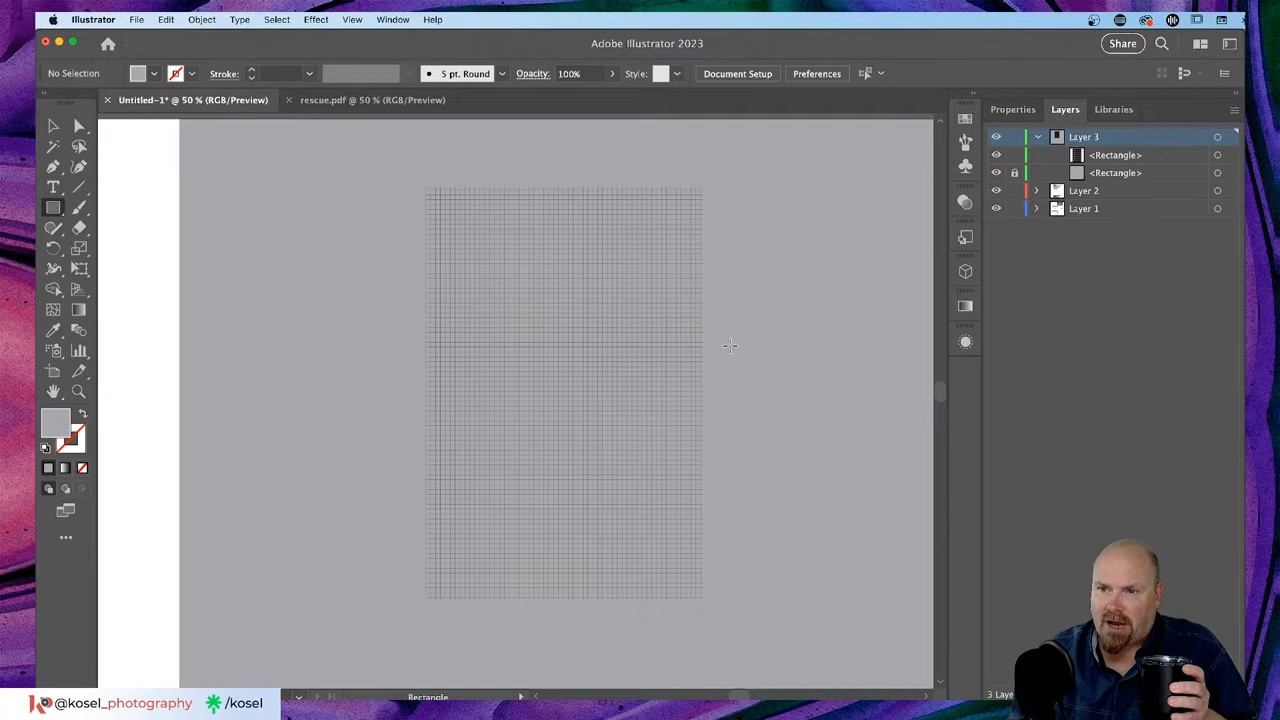 Illustrator File Edit Object Type Select Effect View Window Help
Adobe Illustrator 2023
Share
No Selection Stroke: 5 pt. Round Opacity: 100% Style: Document Setup Preferences
× Untitled-1* @ 50 % (RGB/Preview) × rescue.pdf @ 50 % (RGB/Preview)
Properties Layers Libraries
Layer 3
<Rectangle>
<Rectangle>
Layer 2
Layer 1
Rectangle
3 Laye
@kosel_photography /kosel